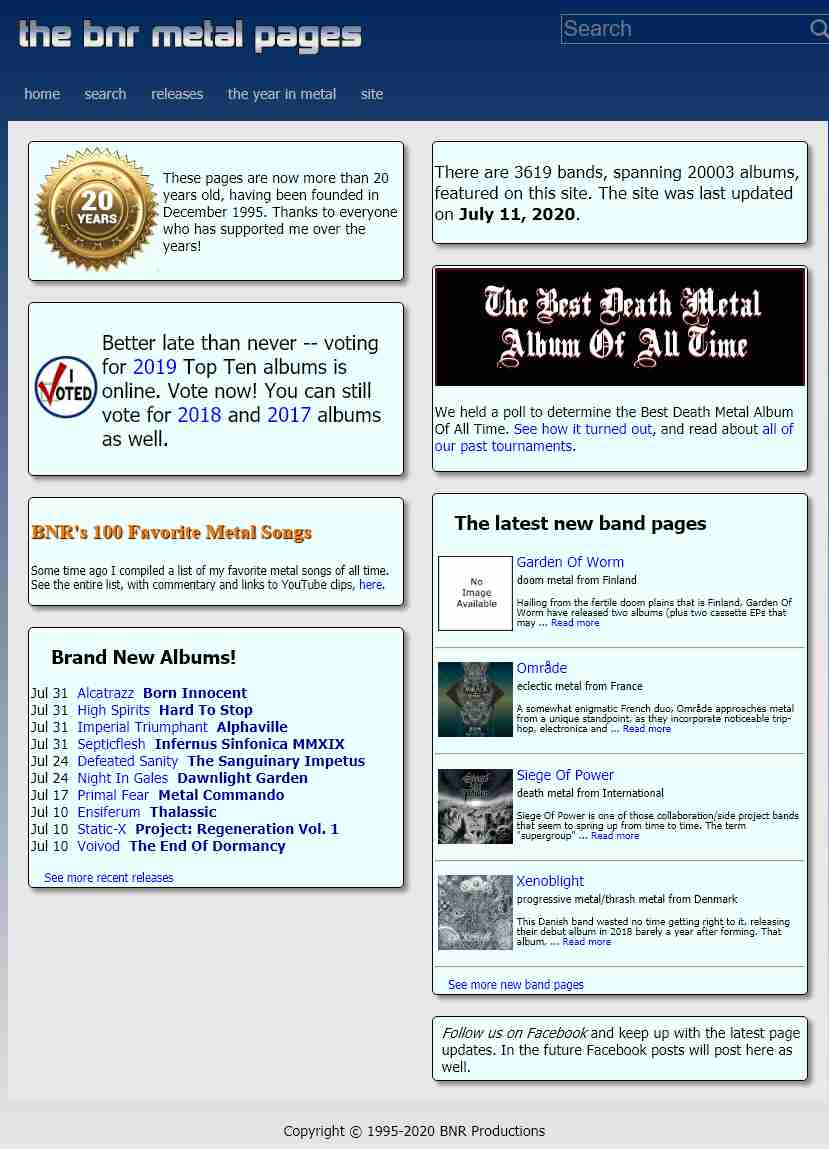 the bnr metal pages
Search
home search releases the year in metal site
20
YEARS
These pages are now more than 20
years old, having been founded in
December 1995. Thanks to everyone
who has supported me over the
years!
I
VOTED
Better late than never -- voting
for 2019 Top Ten albums is
online. Vote now! You can still
vote for 2018 and 2017 albums
as well.
BNR's 100 Favorite Metal Songs
Some time ago I compiled a list of my favorite metal songs of all time.
See the entire list, with commentary and links to YouTube clips, here.
Brand New Albums!
Jul 31 Alcatrazz Born Innocent
Jul 31 High Spirits Hard To Stop
Jul 31 Imperial Triumphant Alphaville
Jul 31 Septicflesh Infernus Sinfonica MMXIX
Jul 24 Defeated Sanity The Sanguinary Impetus
Jul 24 Night In Gales Dawnlight Garden
Jul 17 Primal Fear Metal Commando
Jul 10 Ensiferum Thalassic
Jul 10 Static-X Project: Regeneration Vol. 1
Jul 10 Voivod The End Of Dormancy
See more recent releases
There are 3619 bands, spanning 20003 albums,
featured on this site. The site was last updated
on July 11, 2020.
The Best Death Metal
Album Of All Time
We held a poll to determine the Best Death Metal Album
Of All Time. See how it turned out, and read about all of
our past tournaments.
The latest new band pages
No
Image
Available
Garden Of Worm
doom metal from Finland
Hailing from the fertile doom plains that is Finland, Garden Of
Worm have released two albums (plus two cassette EPs that
may ... Read more
Område
eclectic metal from France
A somewhat enigmatic French duo, Område approaches metal
from a unique standpoint, as they incorporate noticeable trip-
hop, electronica and ... Read more
Siege Of Power
death metal from International
Siege Of Power is one of those collaboration/side project bands
that seem to spring up from time to time. The term
"supergroup" ... Read more
Xenoblight
progressive metal/thrash metal from Denmark
This Danish band wasted no time getting right to it, releasing
their debut album in 2018 barely a year after forming. That
album, ... Read more
See more new band pages
Follow us on Facebook and keep up with the latest page
updates. In the future Facebook posts will post here as
well.
Copyright © 1995-2020 BNR Productions